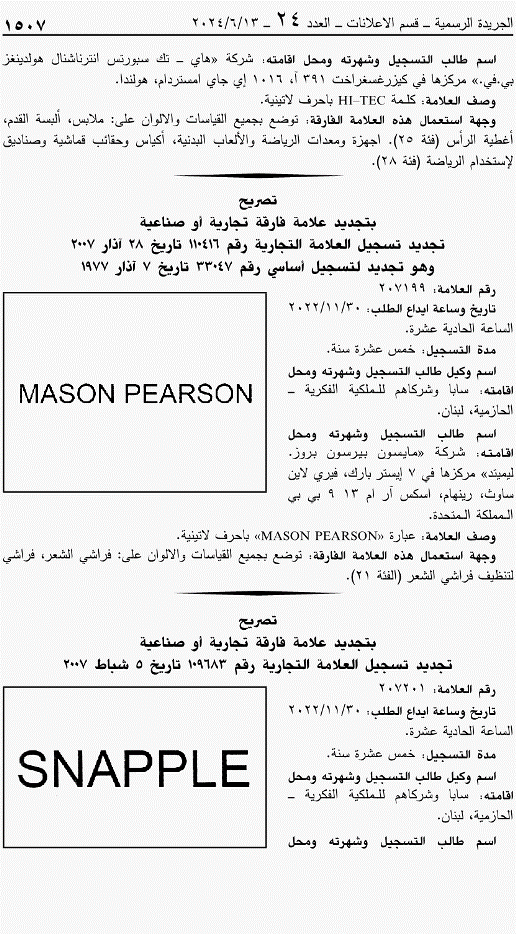 الجريدة الرسمية ــ قسم الاعلانات ــ العدد ٢٤ ــ ٢٠٢٤/٦/١٣ ١٥٠٧
اسم طالب التسجيل وشهرته ومحل اقامته: شركة «هاي ــ تك سبورتس انترناشنال هولدينغز
بي.في.» مركزها في كيزرغسغراخت ٣٩١ آ، ١٠١٦ إي جاي امستردام، هولندا.
وصف العلامة: كلمة HI–TEC باحرف لاتينية.
وجهة استعمال هذه العلامة الفارقة: توضع بجميع القياسات والالوان على: ملابس، ألبسة القدم،
أغطية الرأس (فئة ٢٥). اجهزة ومعدات الرياضة والألعاب البدنية، أكياس وحقائب قماشية وصناديق
لإستخدام الرياضة (فئة ٢٨).
تصريح
بتجديد علامة فارقة تجارية أو صناعية
تجديد تسجيل العلامة التجارية رقم ١١٠٤١٦ تاريخ ٢٨ آذار ٢٠٠٧
وهو تجديد لتسجيل أساسي رقم ٣٣٠٤٧ تاريخ ٧ آذار ١٩٧٧
رقم العلامة: ٢٠٧١٩٩
تاريخ وساعة ايداع الطلب: ٢٠٢٢/١١/٣٠
الساعة الحادية عشرة.
مدة التسجيل: خمس عشرة سنة.
اسم وكيل طالب التسجيل وشهرته ومحل
اقامته: سابا وشركاهم للملكية الفكرية ــ
الحازمية، لبنان.
اسم طالب التسجيل وشهرته ومحل
اقامته: شركة «مايسون بيرسون بروز.
ليميتد» مركزها في ٧ إيستر بارك، فيري لاين
ساوث، رينهام، اسكس آر ام ١٣ ٩ بي بي
المملكة المتحدة.
MASON PEARSON
وصف العلامة: عبارة «MASON PEARSON» باحرف لاتينية.
وجهة استعمال هذه العلامة الفارقة: توضع بجميع القياسات والالوان على: فراشي الشعر، فراشي
لتنظيف فراشي الشعر (الفئة ٢١).
تصريح
بتجديد علامة فارقة تجارية أو صناعية
تجديد تسجيل العلامة التجارية رقم ١٠٩٦٨٣ تاريخ ٥ شباط ٢٠٠٧
رقم العلامة: ٢٠٧٢٠١
تاريخ وساعة ايداع الطلب: ٢٠٢٢/١١/٣٠
الساعة الحادية عشرة.
مدة التسجيل: خمس عشرة سنة.
اسم وكيل طالب التسجيل وشهرته ومحل
اقامته: سابا وشركاهم للملكية الفكرية ــ
الحازمية، لبنان.
اسم طالب التسجيل وشهرته ومحل
SNAPPLE